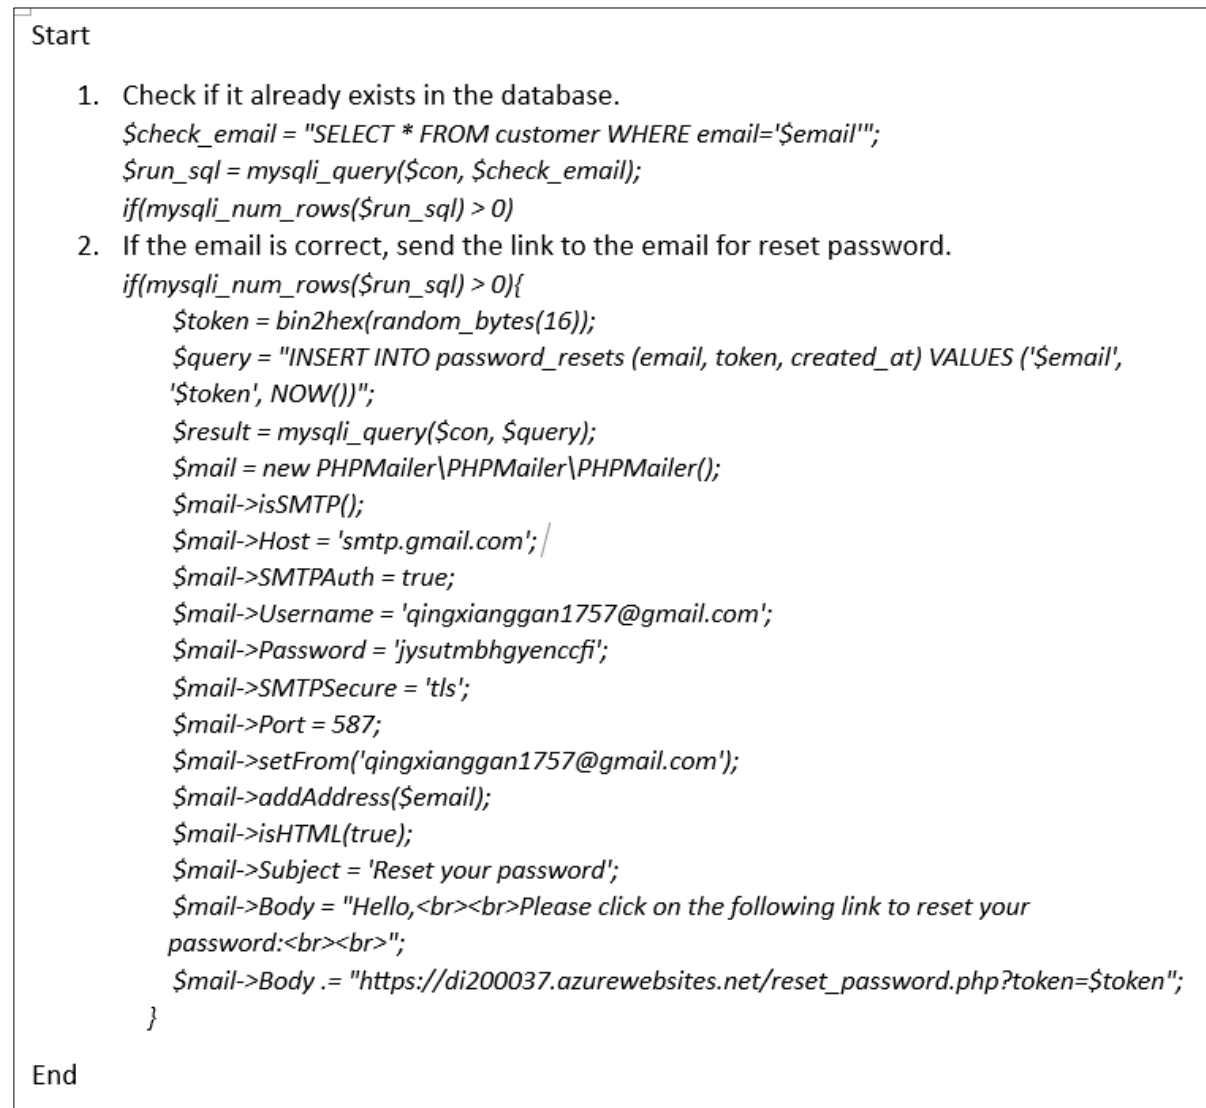 Start
1. Check if it already exists in the database.
$check_email = "SELECT * FROM customer WHERE email='$email'";
$run_sql = mysqli_query($con, $check_email);
if(mysqli_num_rows($run_sql) > 0)
2. If the email is correct, send the link to the email for reset password.
if(mysqli_num_rows($run_sql) > 0){
$token = bin2hex(random_bytes(16));
$query = "INSERT INTO password_resets (email, token, created_at) VALUES ('$email',
'$token', NOW())";
$result = mysqli_query($con, $query);
$mail = new PHPMailer\PHPMailer\PHPMailer();
$mail->isSMTP();
$mail->Host = 'smtp.gmail.com';
$mail->SMTPAuth = true;
$mail->Username = 'qingxianggan1757@gmail.com';
$mail->Password = 'jysutmbhgyenccfi';
$mail->SMTPSecure = 'tls';
$mail->Port = 587;
$mail->setFrom('qingxianggan1757@gmail.com');
$mail->addAddress($email);
$mail->isHTML(true);
$mail->Subject = 'Reset your password';
$mail->Body = "Hello,<br><br>Please click on the following link to reset your
password:<br><br>";
$mail->Body .= "https://di200037.azurewebsites.net/reset_password.php?token=$token";
}
End